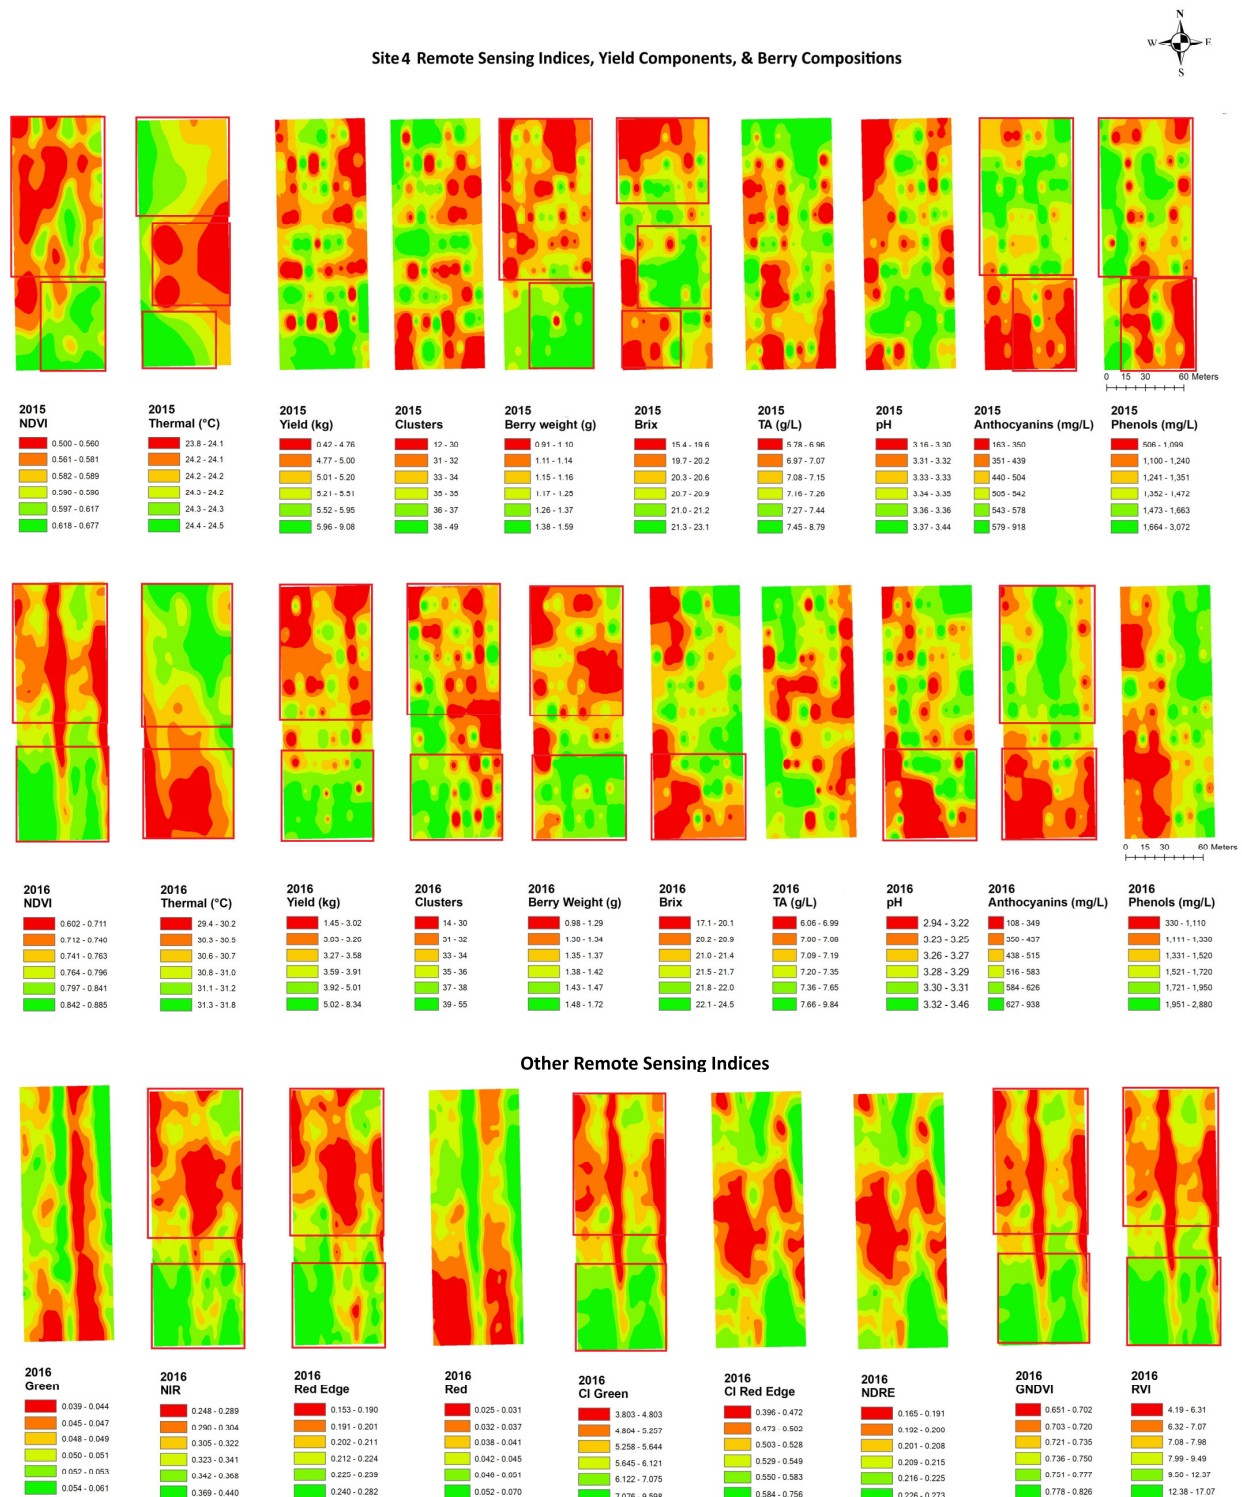 N
W E
S
Site 4 Remote Sensing Indices, Yield Components, & Berry Compositions
0 15 30 60 Meters
2015 2015 2015 2015 2015 2015 2015 2015 2015 2015
NDVI Thermal (°C) Yield (kg) Clusters Berry weight (g) Brix TA (g/L) pH Anthocyanins (mg/L) Phenols (mg/L)
0.500 - 0.560 23.8 - 24.1 0.42 - 4.76 12 - 30 0.91 - 1.10 15.4 - 19.6 5.78 - 6.96 3.16 - 3.30 163 - 350 506 - 1,099
0.561 - 0.581 24.2 - 24.1 4.77 - 5.00 31 - 32 1.11 - 1.14 19.7 - 20.2 6.97 - 7.07 3.31 - 3.32 351 - 439 1,100 - 1,240
0.582 - 0.589 24.2 - 24.2 5.01 - 5.20 33 - 34 1.15 - 1.16 20.3 - 20.6 7.08 - 7.15 3.33 - 3.33 440 - 504 1,241 - 1,351
0.590 - 0.596 24.3 - 24.2 5.21 - 5.51 35 - 35 1.17 - 1.25 20.7 - 20.9 7.16 - 7.26 3.34 - 3.35 505 - 542 1,352 - 1,472
0.597 - 0.617 24.3 - 24.3 5.52 - 5.95 36 - 37 1.26 - 1.37 21.0 - 21.2 7.27 - 7.44 3.36 - 3.36 543 - 578 1,473 - 1,663
0.618 - 0.677 24.4 - 24.5 5.96 - 9.08 38 - 49 1.38 - 1.59 21.3 - 23.1 7.45 - 8.79 3.37 - 3.44 579 - 918 1,664 - 3,072
0 15 30 60 Meters
2016 2016 2016 2016 2016 2016 2016 2016 2016 2016
NDVI Thermal (°C) Yield (kg) Clusters Berry Weight (g) Brix TA (g/L) pH Anthocyanins (mg/L) Phenols (mg/L)
0.602 - 0.711 29.4 - 30.2 1.45 - 3.02 14 - 30 0.98 - 1.29 17.1 - 20.1 6.06 - 6.99 2.94 - 3.22 108 - 349 330 - 1,110
0.712 - 0.740 30.3 - 30.5 3.03 - 3.26 31 - 32 1.30 - 1.34 20.2 - 20.9 7.00 - 7.08 3.23 - 3.25 350 - 437 1,111 - 1,330
0.741 - 0.763 30.6 - 30.7 3.27 - 3.58 33 - 34 1.35 - 1.37 21.0 - 21.4 7.09 - 7.19 3.26 - 3.27 438 - 515 1,331 - 1,520
0.764 - 0.796 30.8 - 31.0 3.59 - 3.91 35 - 36 1.38 - 1.42 21.5 - 21.7 7.20 - 7.35 3.28 - 3.29 516 - 583 1,521 - 1,720
0.797 - 0.841 31.1 - 31.2 3.92 - 5.01 37 - 38 1.43 - 1.47 21.8 - 22.0 7.36 - 7.65 3.30 - 3.31 584 - 626 1,721 - 1,950
0.842 - 0.885 31.3 - 31.8 5.02 - 8.34 39 - 55 1.48 - 1.72 22.1 - 24.5 7.66 - 9.84 3.32 - 3.46 627 - 938 1,951 - 2,880
Other Remote Sensing Indices
2016 2016 2016 2016 2016 2016 2016 2016 2016
Green NIR Red Edge Red CI Green CI Red Edge NDRE GNDVI RVI
0.039 - 0.044 0.248 - 0.289 0.153 - 0.190 0.025 - 0.031 3.803 - 4.803 0.396 - 0.472 0.165 - 0.191 0.651 - 0.702 4.19 - 6.31
0.045 - 0.047 0.290 - 0.304 0.191 - 0.201 0.032 - 0.037 4.804 - 5.257 0.473 - 0.502 0.192 - 0.200 0.703 - 0.720 6.32 - 7.07
0.048 - 0.049 0.305 - 0.322 0.202 - 0.211 0.038 - 0.041 5.258 - 5.644 0.503 - 0.528 0.201 - 0.208 0.721 - 0.735 7.08 - 7.98
0.050 - 0.051 0.323 - 0.341 0.212 - 0.224 0.042 - 0.045 5.645 - 6.121 0.529 - 0.549 0.209 - 0.215 0.736 - 0.750 7.99 - 9.49
0.052 - 0.053 0.342 - 0.368 0.225 - 0.239 0.046 - 0.051 6.122 - 7.075 0.550 - 0.583 0.216 - 0.225 0.751 - 0.777 9.50 - 12.37
0.054 - 0.061 0.369 - 0.440 0.240 - 0.282 0.052 - 0.070 7.076 - 9.598 0.584 - 0.756 0.226 - 0.273 0.778 - 0.826 12.38 - 17.07